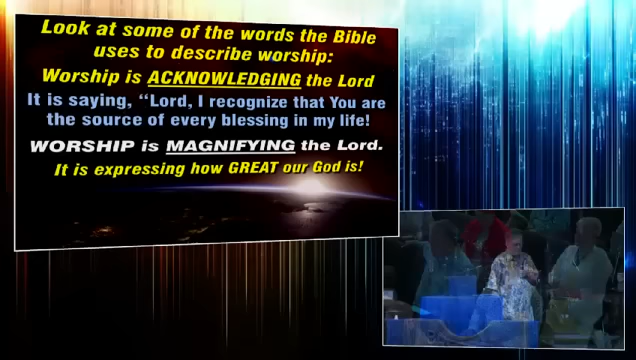 Look at some of the words the Bible
uses to describe worship:
Worship is ACKNOWLEDGING the Lord
It is saying, “Lord, I recognize that You are
the source of every blessing in my life!
WORSHIP is MAGNIFYING the Lord.
It is expressing how GREAT our God is!